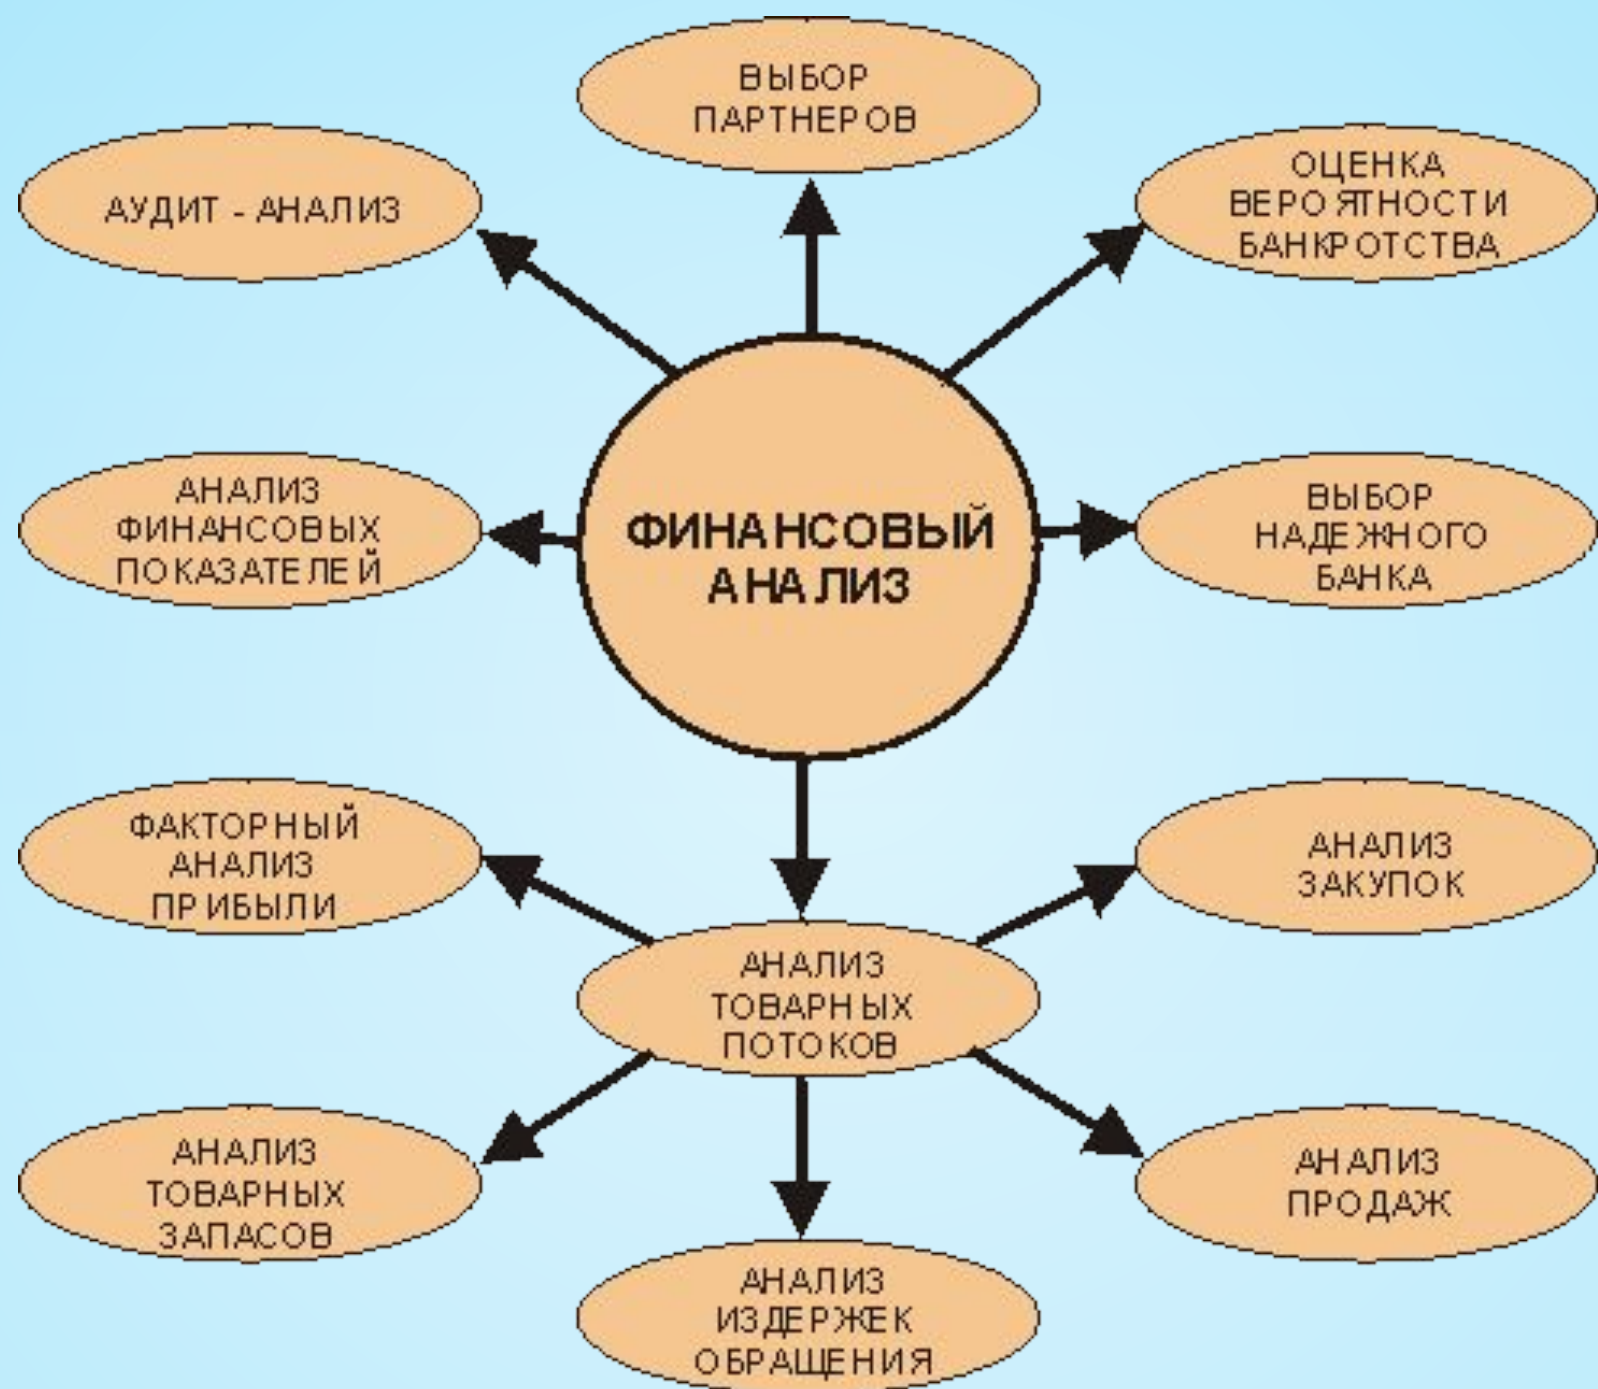 ВЫБОР
ПАРТНЕРОВ
АУДИТ - АНАЛИЗ
ОЦЕНКА
ВЕРОЯТНОСТИ
БАНКРОТСТВА
АНАЛИЗ
ФИНАНСОВЫХ
ПОКАЗАТЕЛЕЙ
ФИНАНСОВЫЙ
АНАЛИЗ
ВЫБОР
НАДЕЖНОГО
БАНКА
ФАКТОРНЫЙ
АНАЛИЗ
ПРИБЫЛИ
АНАЛИЗ
ЗАКУПОК
АНАЛИЗ
ТОВАРНЫХ
ПОТОКОВ
АНАЛИЗ
ТОВАРНЫХ
ЗАПАСОВ
АНАЛИЗ
ПРОДАЖ
АНАЛИЗ
ИЗДЕРЖЕК
ОБРАЩЕНИЯ